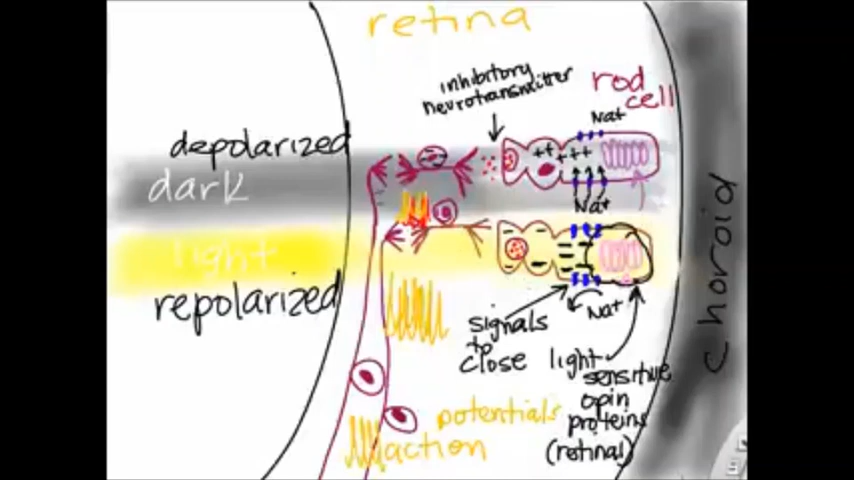 retina
inhibitory
neurotransmitter
rod
cell
Na+
depolarized
++
+++
dark
Na+
light
repolarized
Na+
signals
to
close
light
sensitive
opin
proteins
(retinal)
potentials
action
choroid